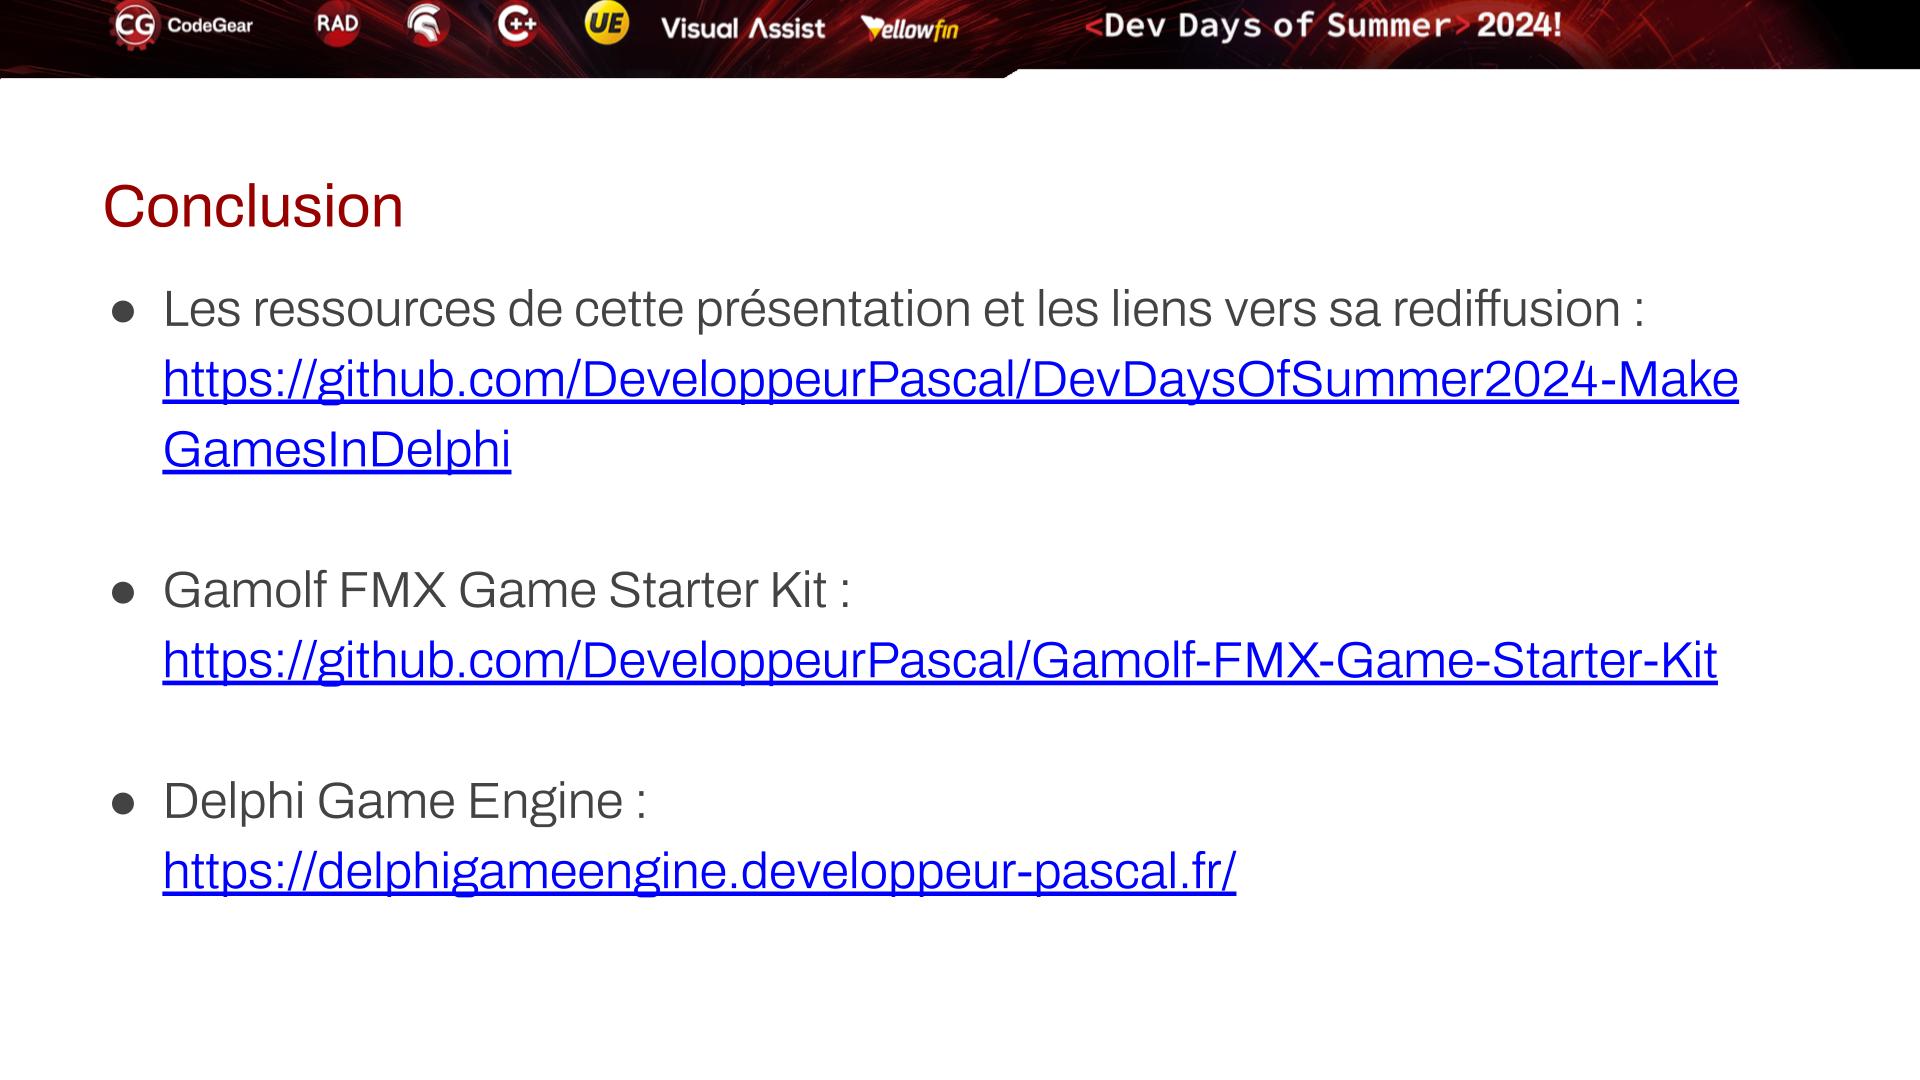 CG CodeGear RAD C++ UE Visual Assist Yellowfin <Dev Days of Summer> 2024!
Conclusion
● Les ressources de cette présentation et les liens vers sa rediffusion :
https://github.com/DeveloppeurPascal/DevDaysOfSummer2024-Make
GamesInDelphi
● Gamolf FMX Game Starter Kit :
https://github.com/DeveloppeurPascal/Gamolf-FMX-Game-Starter-Kit
● Delphi Game Engine :
https://delphigameengine.developpeur-pascal.fr/